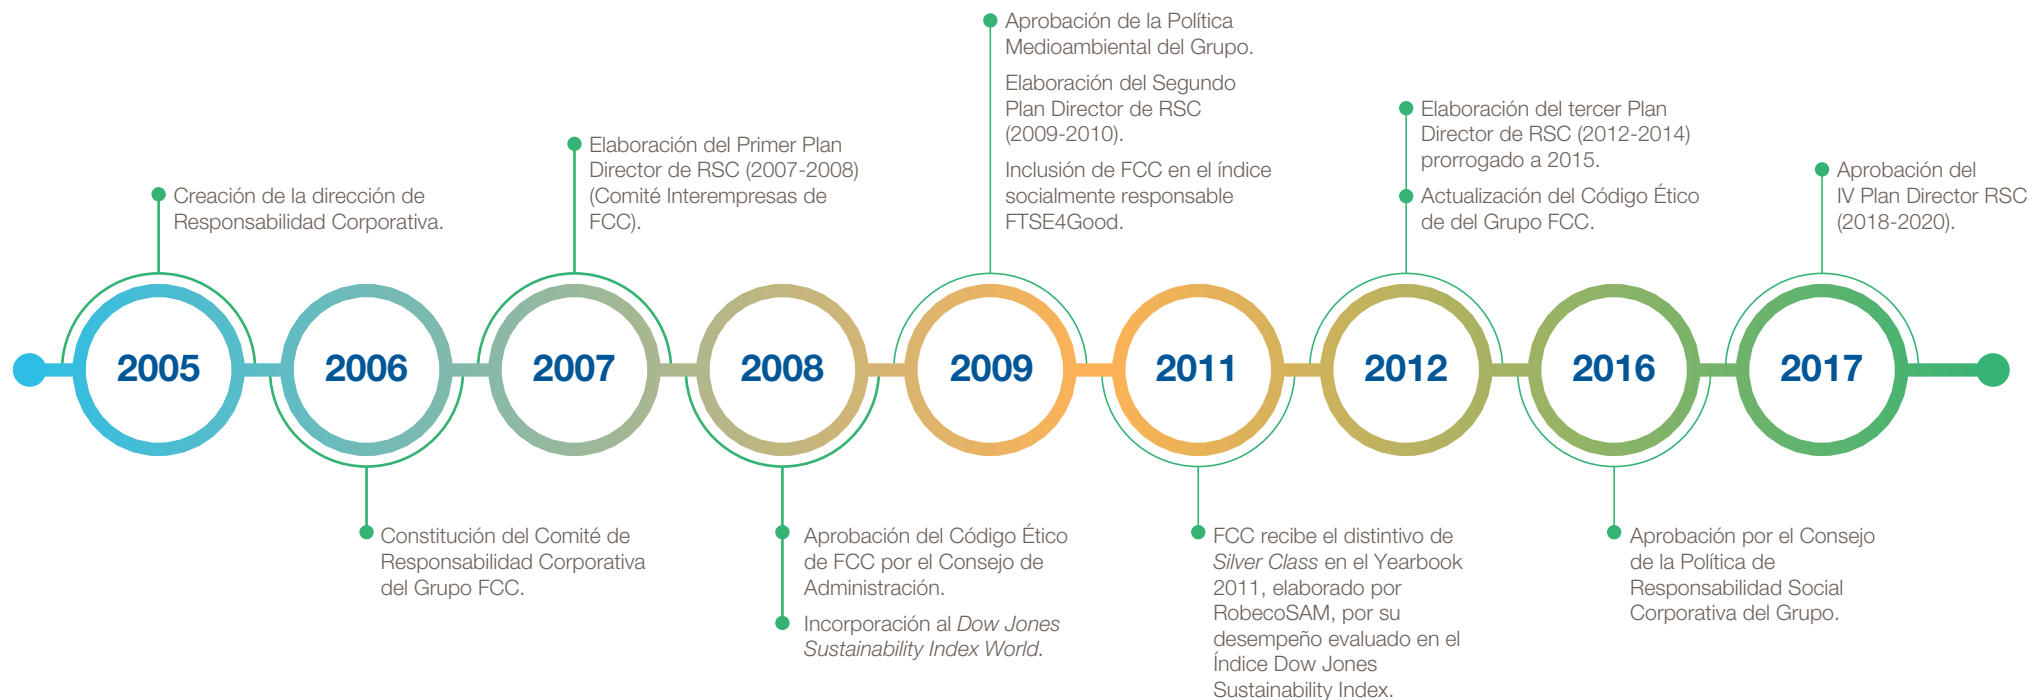 Aprobación de la Política
Medioambiental del Grupo.
Elaboración del Segundo
Plan Director de RSC
(2009-2010).
Inclusión de FCC en el índice
socialmente responsable
FTSE4Good.
Elaboración del tercer Plan
Director de RSC (2012-2014)
prorrogado a 2015.
Actualización del Código Ético
de del Grupo FCC.
Elaboración del Primer Plan
Director de RSC (2007-2008)
(Comité Interempresas de
FCC).
Aprobación del
IV Plan Director RSC
(2018-2020).
Creación de la dirección de
Responsabilidad Corporativa.
2005
2006
2007
2008
2009
2011
2012
2016
2017
Constitución del Comité de
Responsabilidad Corporativa
del Grupo FCC.
Aprobación del Código Ético
de FCC por el Consejo de
Administración.
Incorporación al Dow Jones
Sustainability Index World.
FCC recibe el distintivo de
Silver Class en el Yearbook
2011, elaborado por
RobecoSAM, por su
desempeño evaluado en el
Índice Dow Jones
Sustainability Index.
Aprobación por el Consejo
de la Política de
Responsabilidad Social
Corporativa del Grupo.